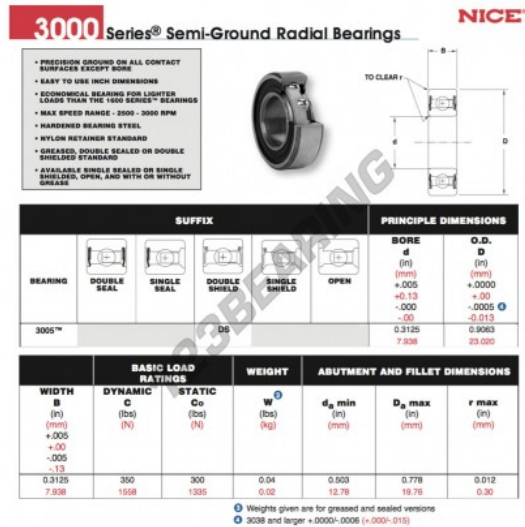 NICE®
3000 Series® Semi-Ground Radial Bearings
• PRECISION GROUND ON ALL CONTACT
SURFACES EXCEPT BORE
• EASY TO USE INCH DIMENSIONS
• ECONOMICAL BEARING FOR LIGHTER
LOADS THAN THE 1600 SERIES™ BEARINGS
• MAX SPEED RANGE - 2500 - 3000 RPM
• HARDENED BEARING STEEL
• NYLON RETAINER STANDARD
• GREASED, DOUBLE SEALED OR DOUBLE
SHIELDED STANDARD
• AVAILABLE SINGLE SEALED OR SINGLE
SHIELDED, OPEN, AND WITH OR WITHOUT
GREASE
B
TO CLEAR r
d
D
123BEARING
SUFFIX PRINCIPLE DIMENSIONS
BEARING DOUBLE SEAL SINGLE SEAL DOUBLE SHIELD SINGLE SHIELD OPEN
BORE O.D.
d D
(in) (in)
(mm) (mm)
+.005 +.0000
+0.13 +.00
-.000 -.0005 4
-.00 -0.013
3005™ DS 0.3125 0.9063
7.938 23.020
BASIC LOAD RATINGS WEIGHT ABUTMENT AND FILLET DIMENSIONS
WIDTH DYNAMIC STATIC
B C Co W 3 da min Da max r max
(in) (lbs) (lbs) (lbs) (in) (in) (in)
(mm) (N) (N) (kg) (mm) (mm) (mm)
+.005
+.00
-.005
-.13
0.3125 350 300 0.04 0.503 0.778 0.012
7.938 1558 1335 0.02 12.78 19.76 0.30
3 Weights given are for greased and sealed versions
4 3038 and larger +.0000/-.0006 (+.000/-.015)